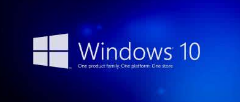 Windows 10
One product family. One platform. One store